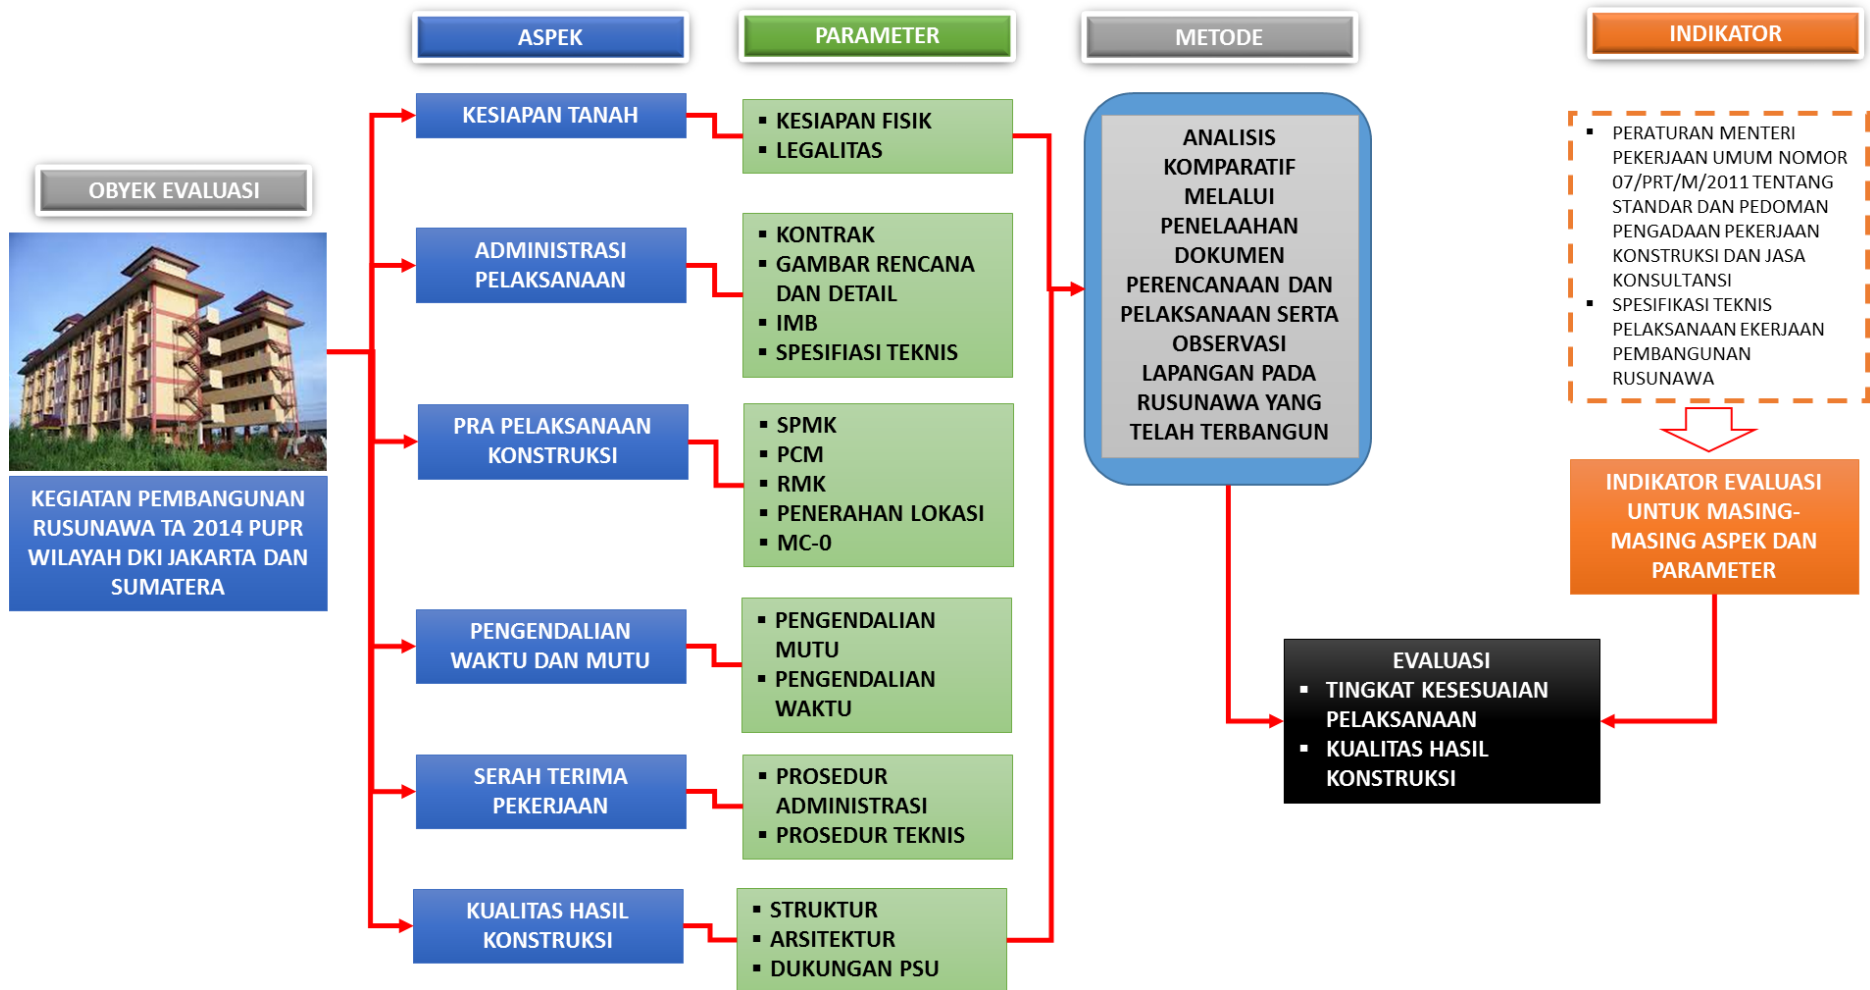 OBYEK EVALUASI
KEGIATAN PEMBANGUNAN
RUSUNAWA TA 2014 PUPR
WILAYAH DKI JAKARTA DAN
SUMATERA
ASPEK
KESIAPAN TANAH
ADMINISTRASI
PELAKSANAAN
PRA PELAKSANAAN
KONSTRUKSI
PENGENDALIAN
WAKTU DAN MUTU
SERAH TERIMA
PEKERJAAN
KUALITAS HASIL
KONSTRUKSI
PARAMETER
▪ KESIAPAN FISIK
▪ LEGALITAS
▪ KONTRAK
▪ GAMBAR RENCANA
DAN DETAIL
▪ IMB
▪ SPESIFIASI TEKNIS
▪ SPMK
▪ PCM
▪ RMK
▪ PENERAHAN LOKASI
▪ MC-0
▪ PENGENDALIAN
MUTU
▪ PENGENDALIAN
WAKTU
▪ PROSEDUR
ADMINISTRASI
▪ PROSEDUR TEKNIS
▪ STRUKTUR
▪ ARSITEKTUR
▪ DUKUNGAN PSU
METODE
ANALISIS
KOMPARATIF
MELALUI
PENELAAHAN
DOKUMEN
PERENCANAAN DAN
PELAKSANAAN SERTA
OBSERVASI
LAPANGAN PADA
RUSUNAWA YANG
TELAH TERBANGUN
INDIKATOR
▪ PERATURAN MENTERI
PEKERJAAN UMUM NOMOR
07/PRT/M/2011 TENTANG
STANDAR DAN PEDOMAN
PENGADAAN PEKERJAAN
KONSTRUKSI DAN JASA
KONSULTANSI
▪ SPESIFIKASI TEKNIS
PELAKSANAAN EKERJAAN
PEMBANGUNAN
RUSUNAWA
INDIKATOR EVALUASI
UNTUK MASING-
MASING ASPEK DAN
PARAMETER
EVALUASI
▪ TINGKAT KESESUAIAN
PELAKSANAAN
▪ KUALITAS HASIL
KONSTRUKSI